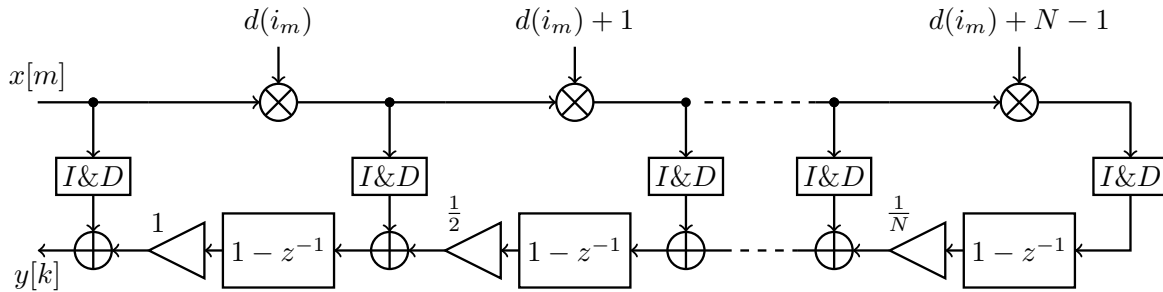 d(i_m)
d(i_m) + 1
d(i_m) + N − 1
x[m]
I&D
I&D
I&D
I&D
I&D
1
1/2
1/N
1 − z^{−1}
1 − z^{−1}
1 − z^{−1}
y[k]